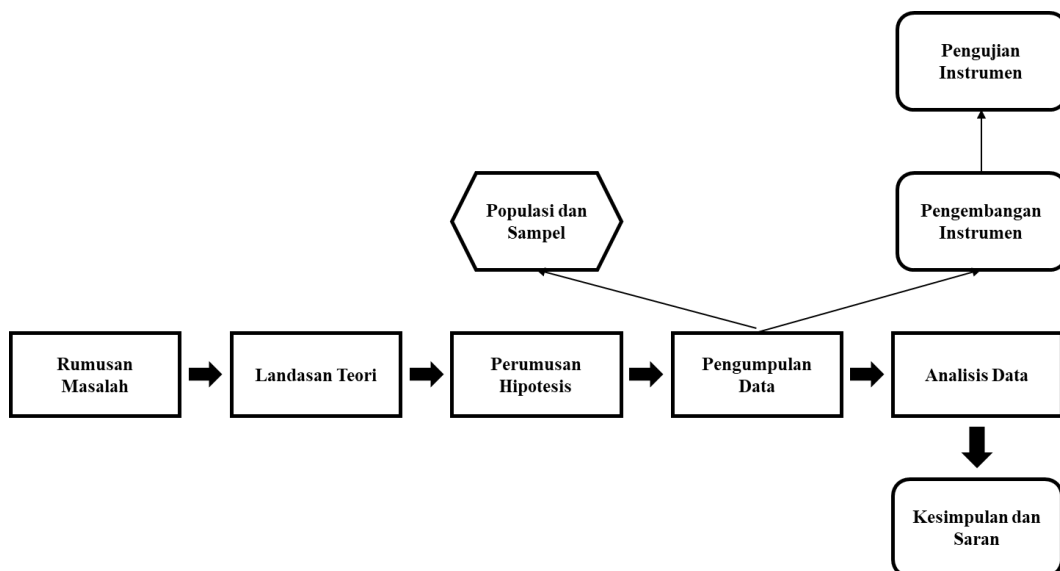 Pengujian
Instrumen
Populasi dan
Sampel
Pengembangan
Instrumen
Rumusan
Masalah
Landasan Teori
Perumusan
Hipotesis
Pengumpulan
Data
Analisis Data
Kesimpulan dan
Saran